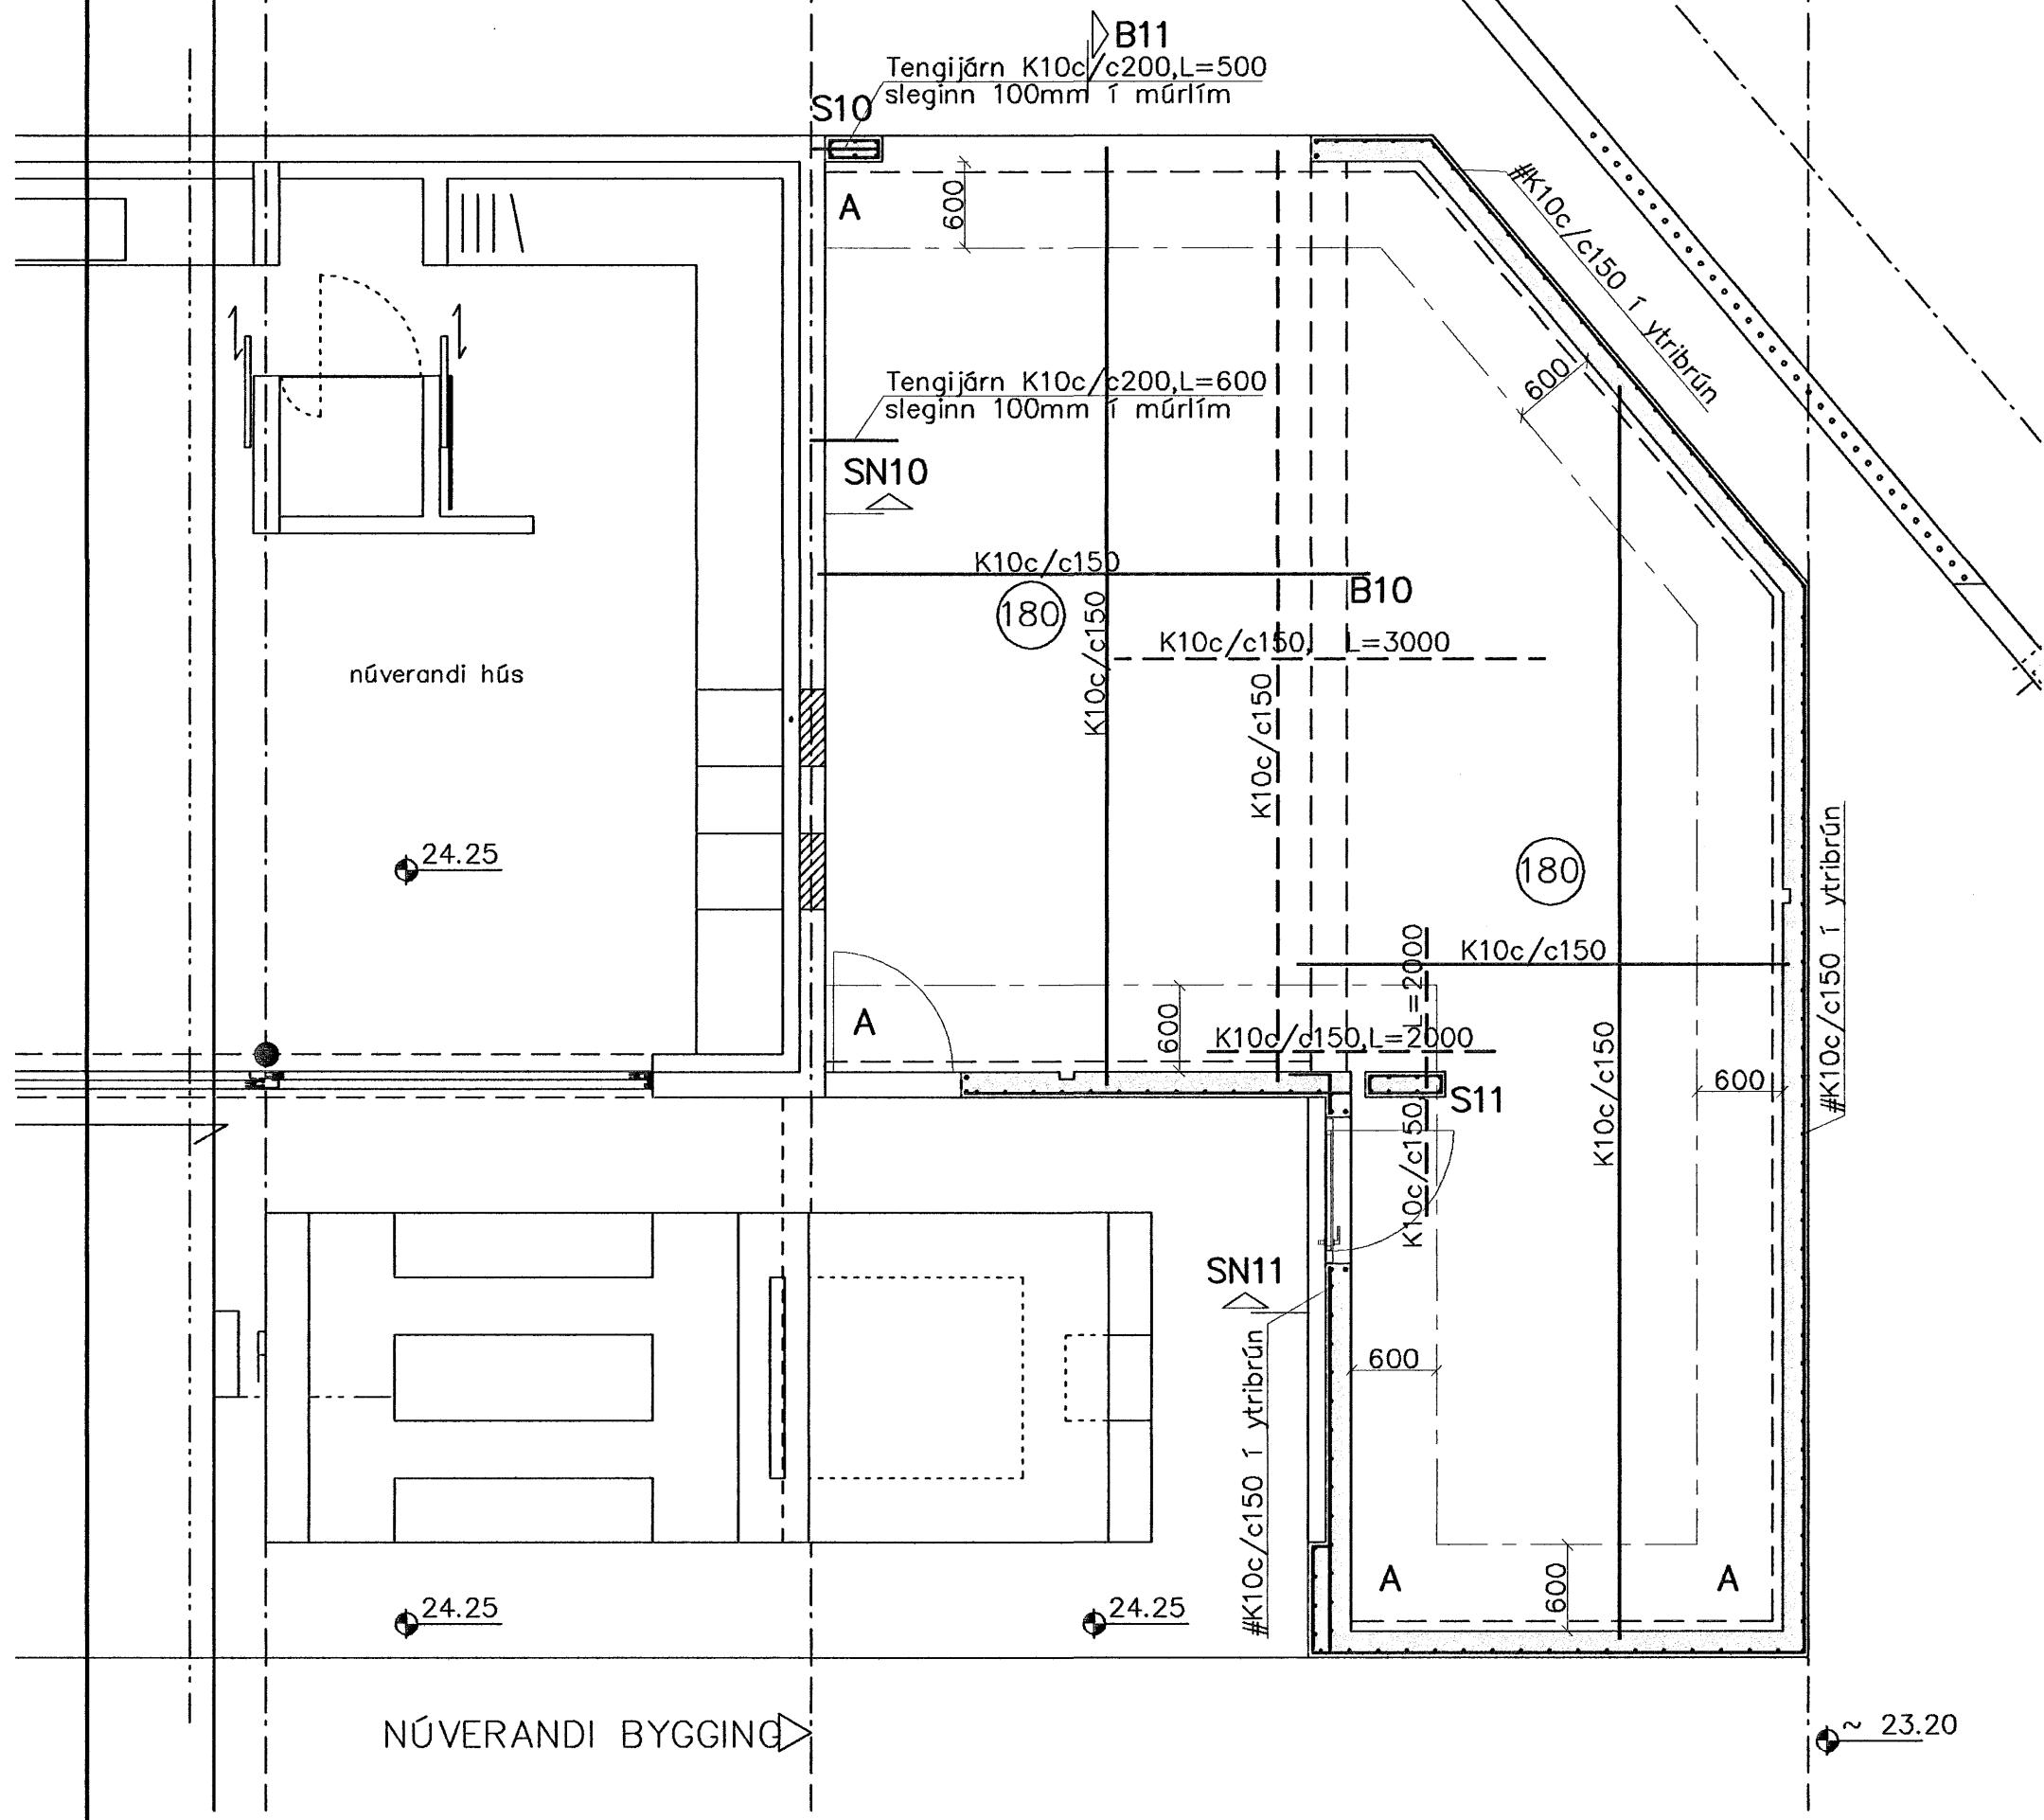 B11
Tengijárn K10c/c200,L=500
sleginn 100mm í múrlím
S10
A
600
#K10c/c150 í ytribrún
600
Tengijárn K10c/c200,L=600
sleginn 100mm í múrlím
SN10
K10c/c150
B10
180
K10c/c150
K10c/c150, L=3000
núverandi hús
K10c/c150
24.25
180
#K10c/c150 í ytribrún
K10c/c150
A
600
K10c/c150,L=2000
K10c/c150, L=2000
K10c/c150
600
S11
SN11
#K10c/c150 í ytribrún
600
A
A
600
24.25
24.25
NÚVERANDI BYGGING
~ 23.20